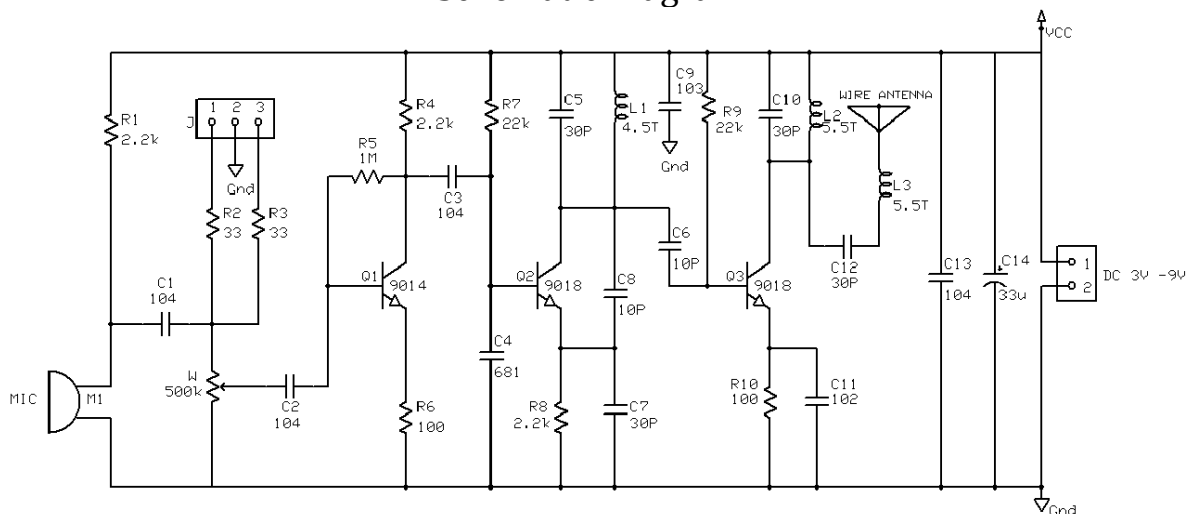 VCC
1 2 3
J
Gnd
R1
2.2k
R2
33
R3
33
R4
2.2k
R5
1M
C3
104
R7
22k
C5
30P
L1
4.5T
C9
103
Gnd
R9
22k
C10
30P
L2
5.5T
WIRE ANTENNA
L3
5.5T
C1
104
Q1
9014
Q2
9018
C6
10P
C8
10P
Q3
9018
C12
30P
C13
104
C14
33u
1
2
DC 3V -9V
MIC
M1
W
500k
C2
104
R6
100
C4
681
R8
2.2k
C7
30P
R10
100
C11
102
Gnd